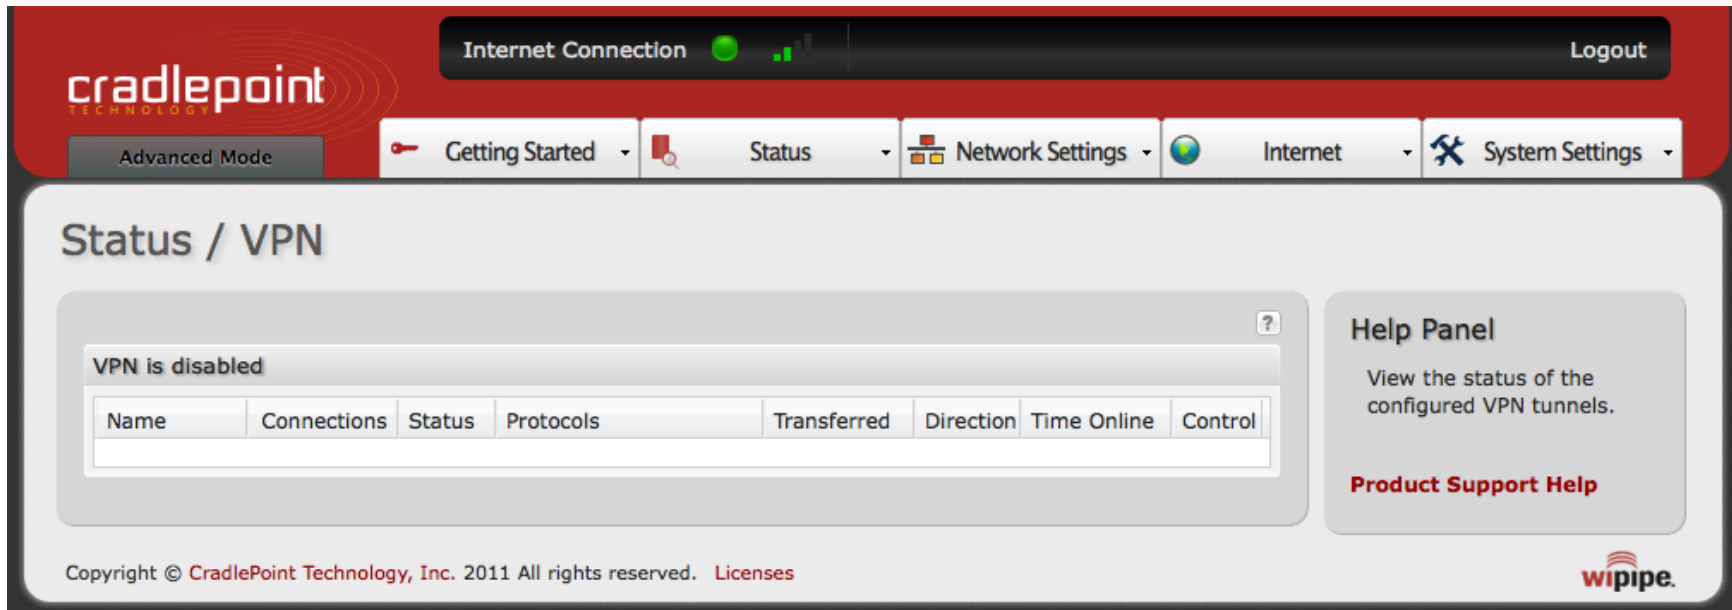 Internet Connection
Logout
cradlepoint
TECHNOLOGY
Advanced Mode
Getting Started
Status
Network Settings
Internet
System Settings
Status / VPN
?
VPN is disabled
Name Connections Status Protocols Transferred Direction Time Online Control
Help Panel
View the status of the
configured VPN tunnels.
Product Support Help
Copyright © CradlePoint Technology, Inc. 2011 All rights reserved. Licenses
wipipe.